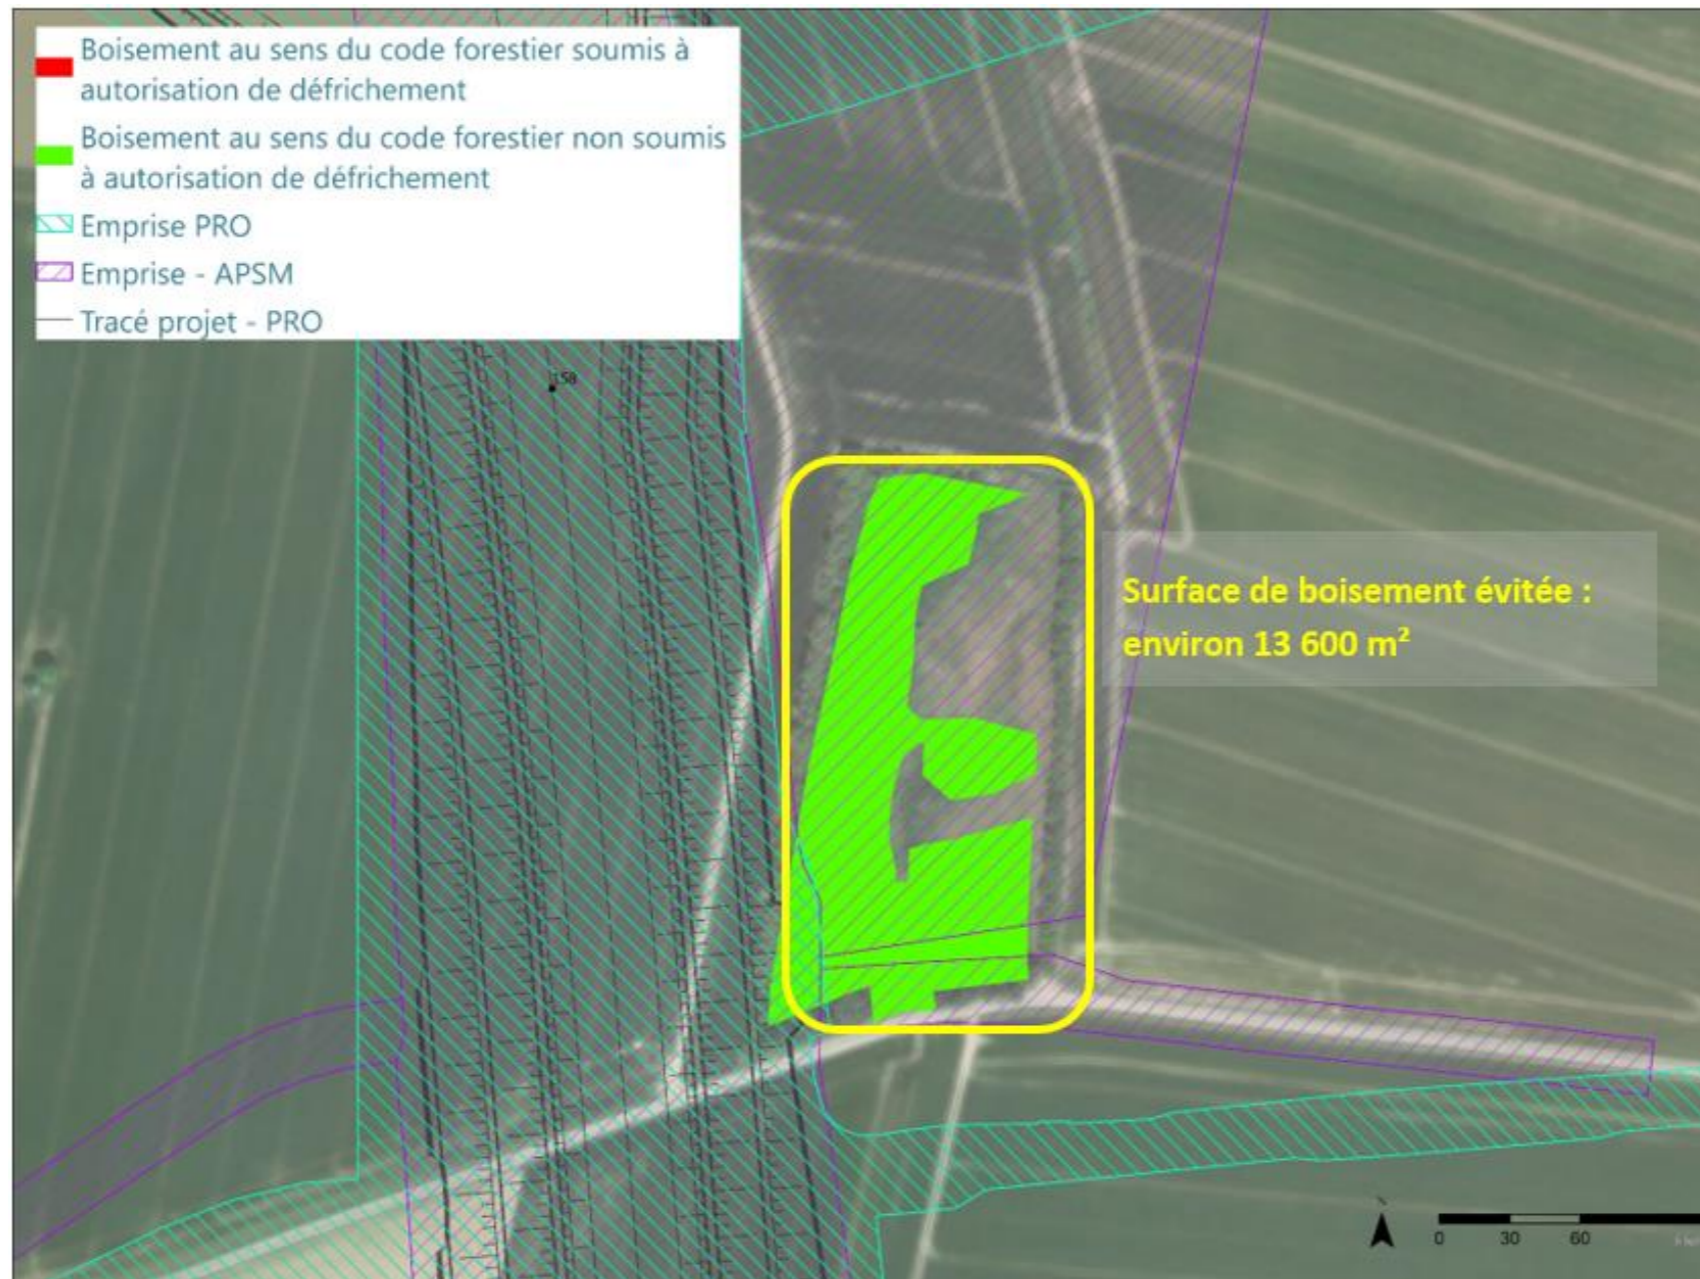 Boisement au sens du code forestier soumis à
autorisation de défrichement
Boisement au sens du code forestier non soumis
à autorisation de défrichement
Emprise PRO
Emprise - APSM
Tracé projet - PRO
158
Surface de boisement évitée :
environ 13 600 m²
0 30 60